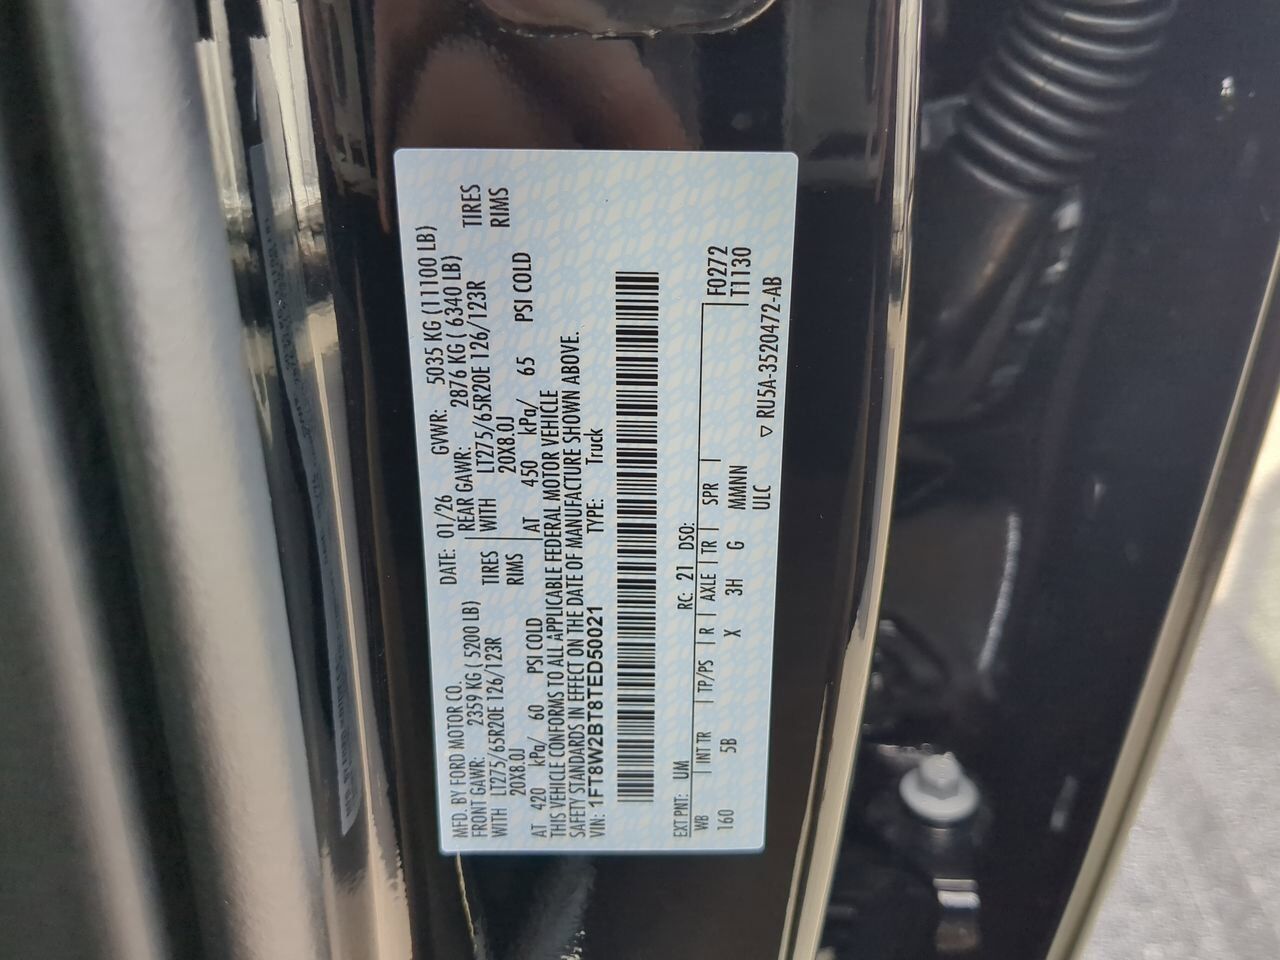 MFD. BY FORD MOTOR CO. DATE: 01/26 GVWR: 5035 KG (11100 LB)
FRONT GAWR: 2359 KG ( 5200 LB) REAR GAWR: 2876 KG ( 6340 LB)
WITH LT275/65R20E 126/123R TIRES WITH LT275/65R20E 126/123R TIRES
20X8.0J RIMS 20X8.0J RIMS
AT 420 kPa/ 60 PSI COLD AT 450 kPa/ 65 PSI COLD
THIS VEHICLE CONFORMS TO ALL APPLICABLE FEDERAL MOTOR VEHICLE
SAFETY STANDARDS IN EFFECT ON THE DATE OF MANUFACTURE SHOWN ABOVE.
VIN: 1FT8W2BT8TED50021 TYPE: Truck
EXT PNT: UM RC: 21 DSO:
WB INT TR TP/PS R AXLE TR SPR F0272
160 5B X 3H G MMMNN T1130
ULC
▽ RU5A-3520472-AB